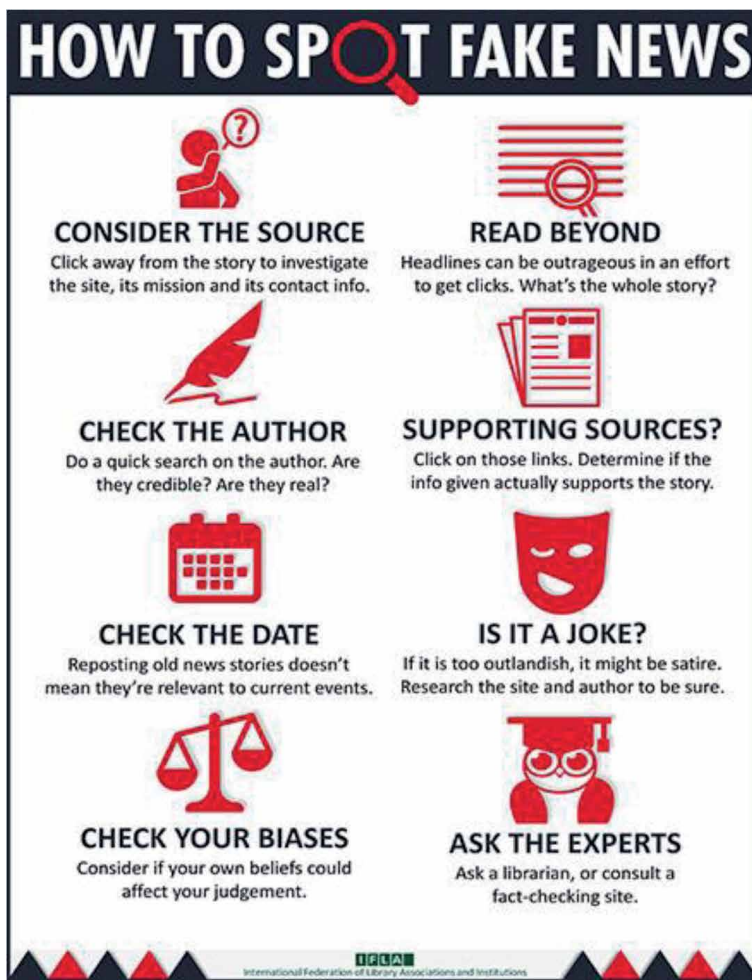 HOW TO SPOT FAKE NEWS
?
CONSIDER THE SOURCE
Click away from the story to investigate
the site, its mission and its contact info.
READ BEYOND
Headlines can be outrageous in an effort
to get clicks. What's the whole story?
CHECK THE AUTHOR
Do a quick search on the author. Are
they credible? Are they real?
SUPPORTING SOURCES?
Click on those links. Determine if the
info given actually supports the story.
CHECK THE DATE
Reposting old news stories doesn't
mean they're relevant to current events.
IS IT A JOKE?
If it is too outlandish, it might be satire.
Research the site and author to be sure.
CHECK YOUR BIASES
Consider if your own beliefs could
affect your judgement.
ASK THE EXPERTS
Ask a librarian, or consult a
fact-checking site.
IFLA
International Federation of Library Associations and Institutions